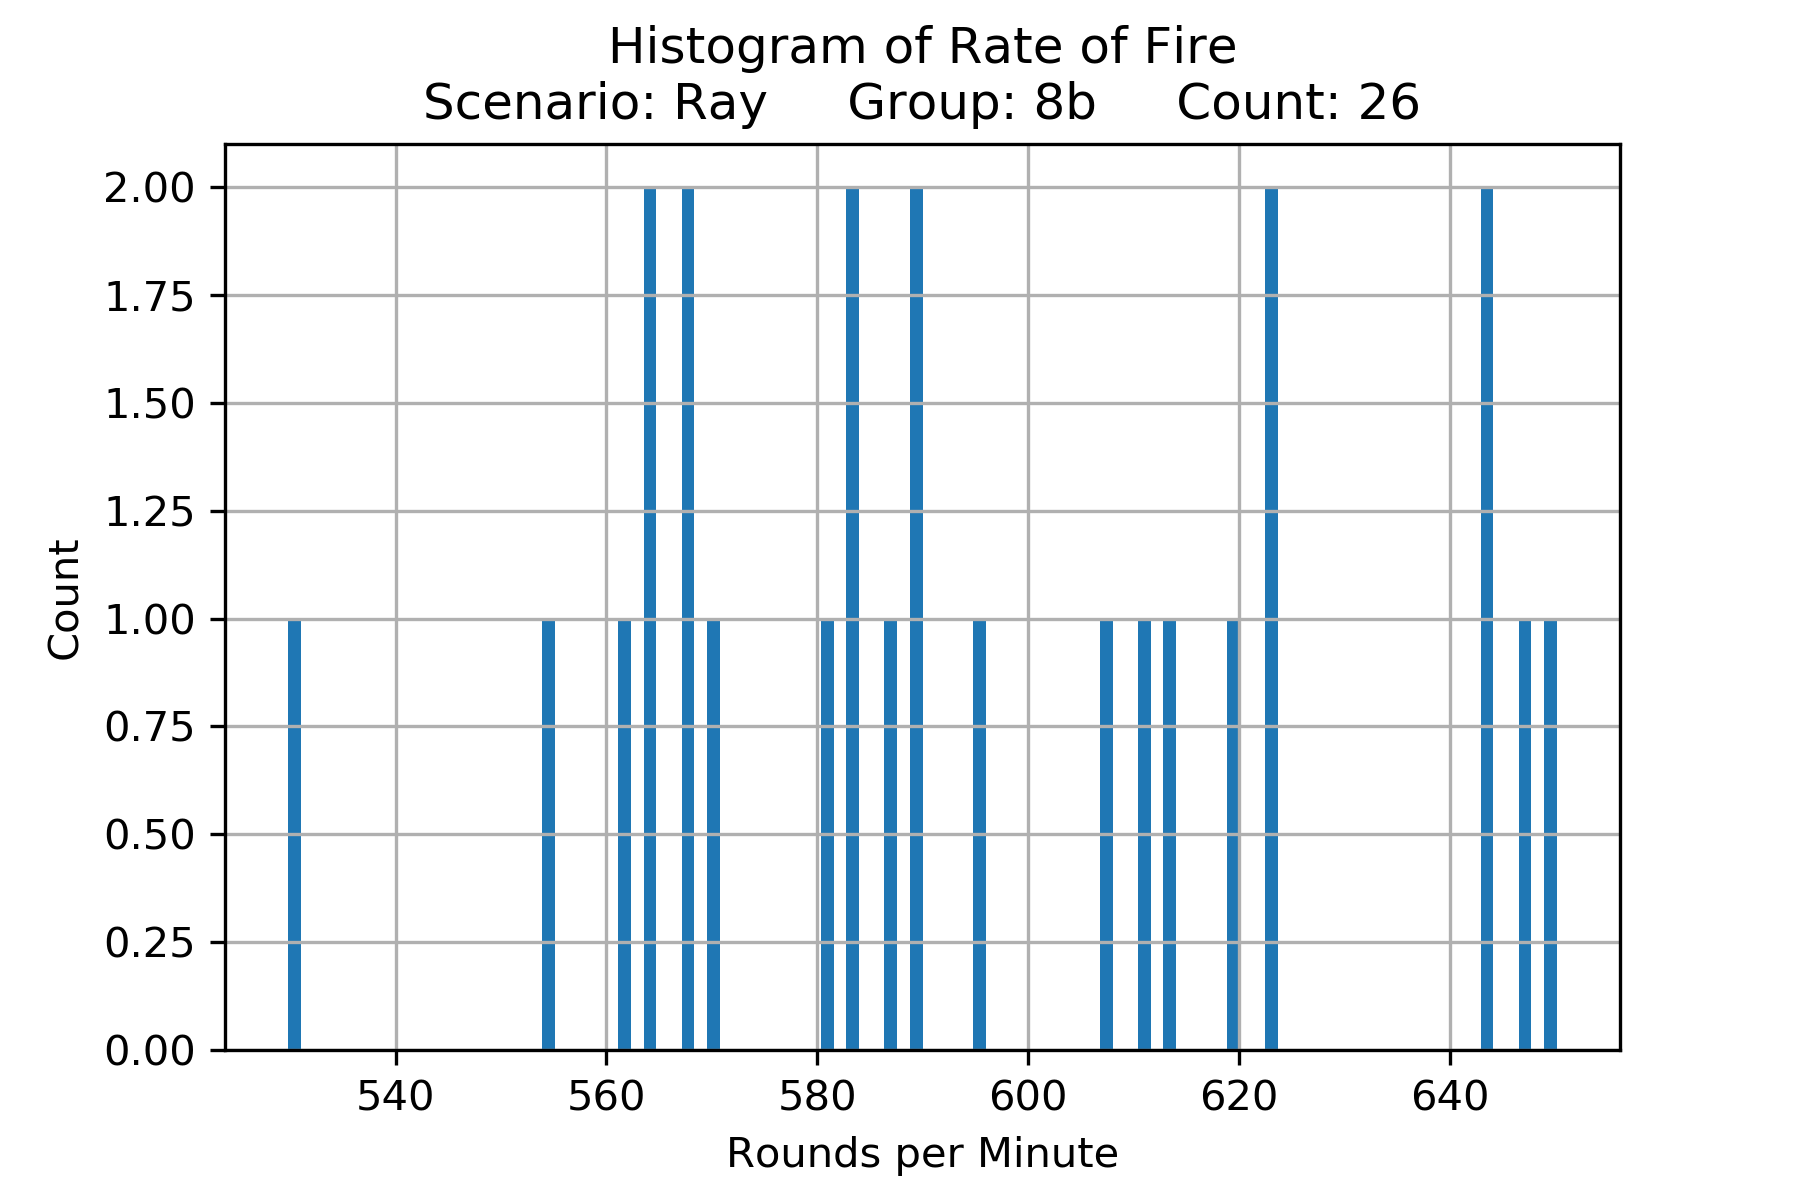 Histogram of Rate of Fire
Scenario: Ray Group: 8b Count: 26
2.00
1.75
1.50
1.25
1.00
0.75
0.50
0.25
0.00
Count
540 560 580 600 620 640
Rounds per Minute